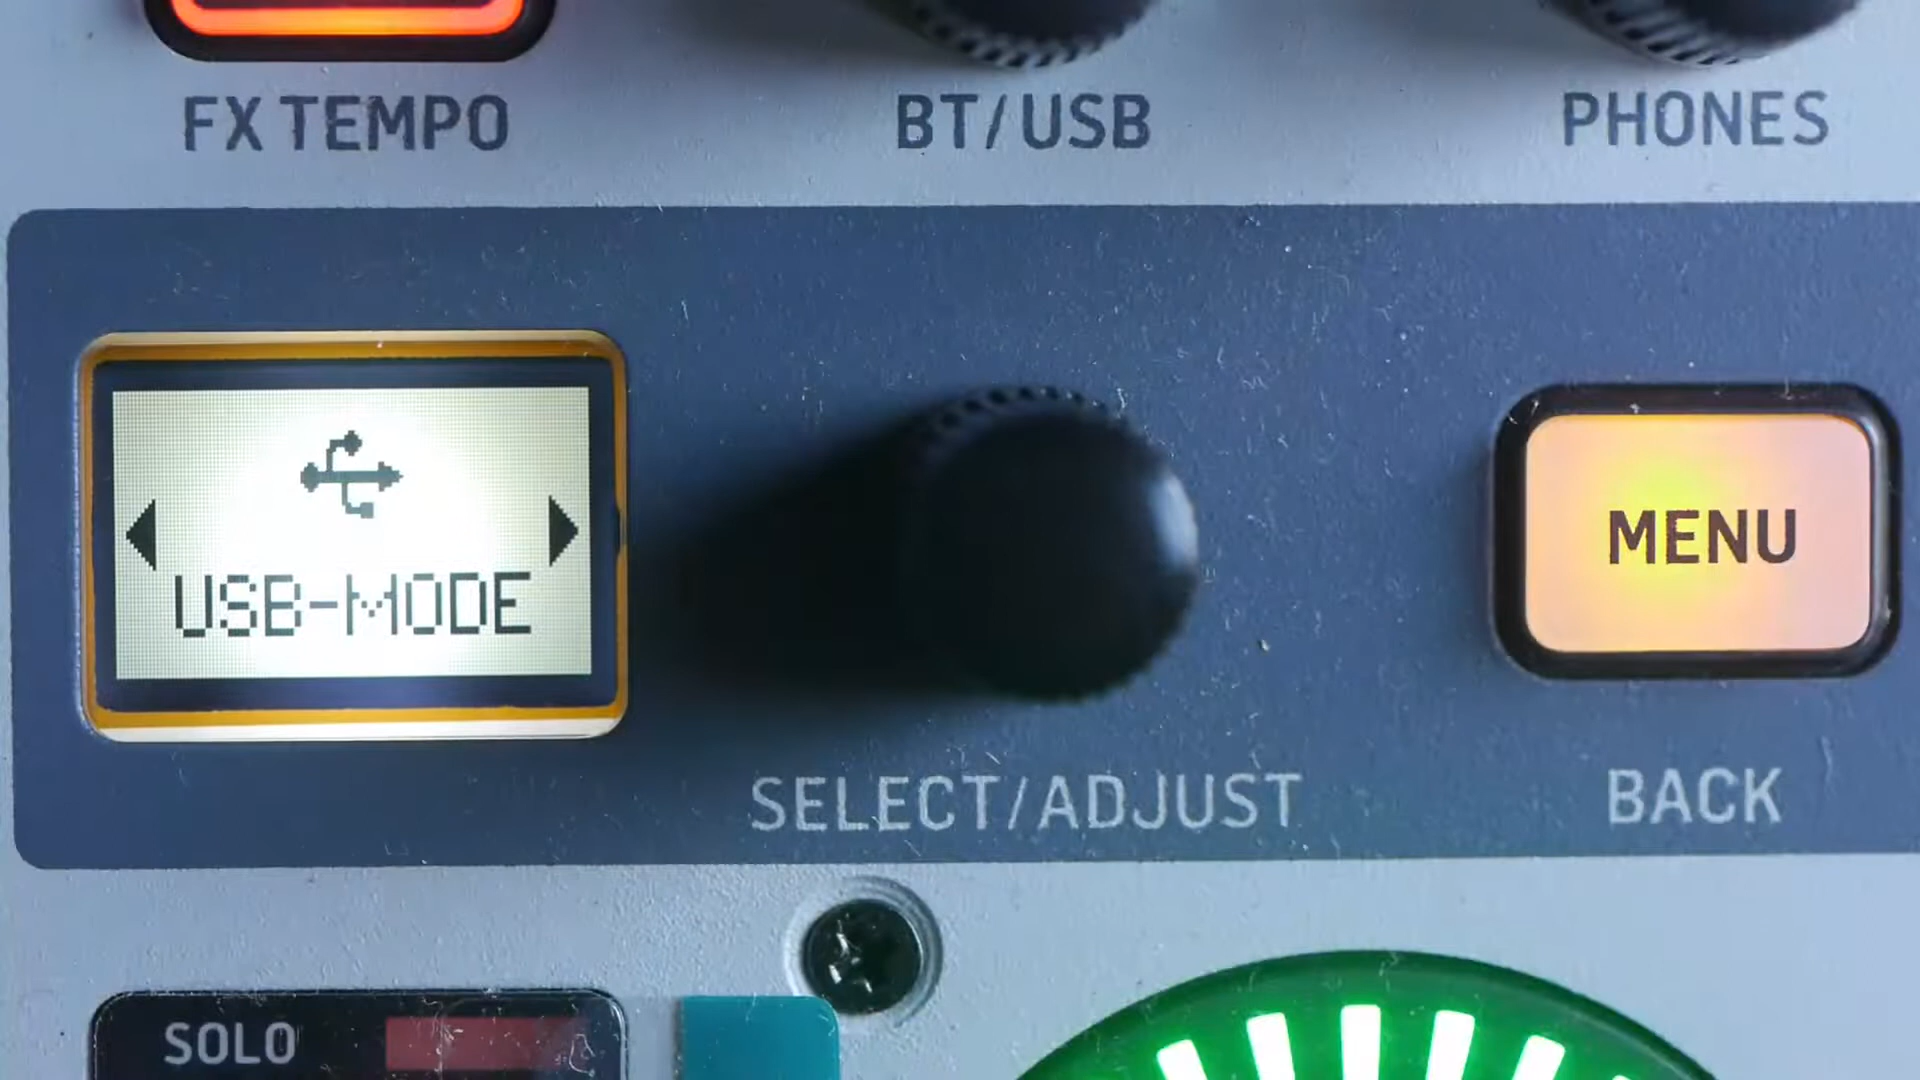 FX TEMPO
BT/USB
PHONES
USB-MODE
MENU
SELECT/ADJUST
BACK
SOLO